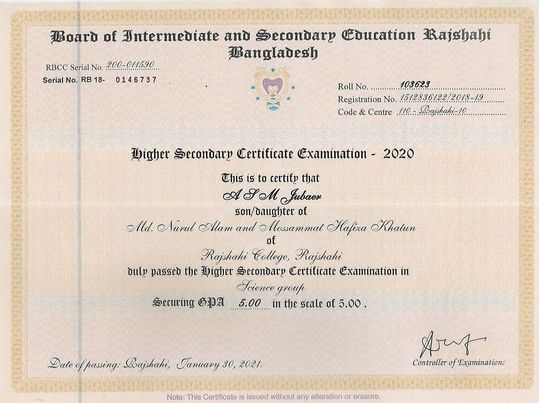 Board of Intermediate and Secondary Education Rajshahi
Bangladesh
RBCC Serial No. 200-011590
Serial No. RB 18- 0146737
Roll No. 103623
Registration No. 1512836122/2018-19
Code & Centre 110 - Rajshahi-10
Higher Secondary Certificate Examination - 2020
This is to certify that
A S M Jubaer
son/daughter of
Md. Nurul Alam and Mossammat Hafiza Khatun
of
Rajshahi College, Rajshahi
duly passed the Higher Secondary Certificate Examination in
Science group
Securing GPA 5.00 in the scale of 5.00 .
Controller of Examinations
Date of passing: Rajshahi, January 30, 2021.
Note: This Certificate is issued without any alteration or erasure.